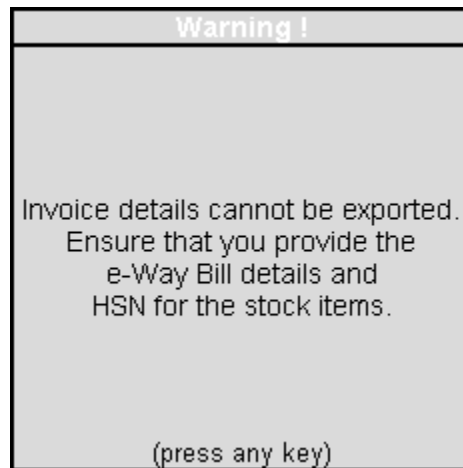 Warning !
Invoice details cannot be exported.
Ensure that you provide the
e-Way Bill details and
HSN for the stock items.
(press any key)